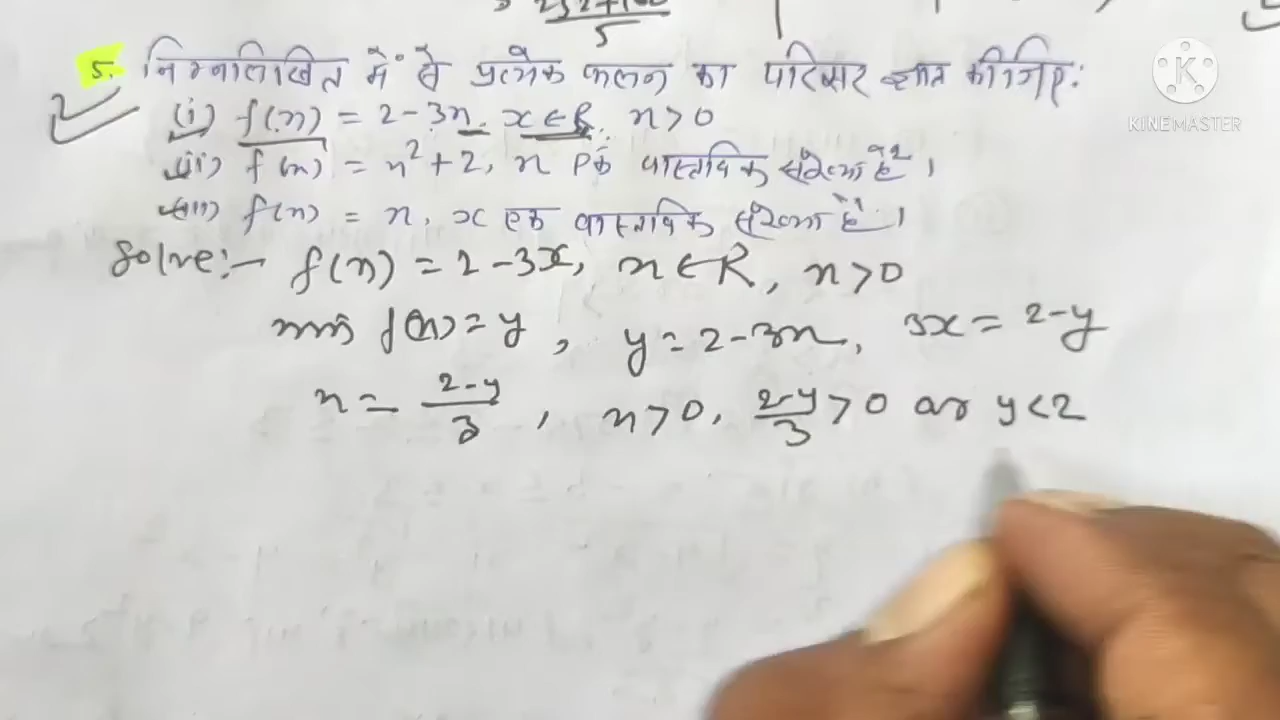 5. निम्नलिखित में से प्रत्येक फलन का परिसर ज्ञात कीजिए:
(i) f(x) = 2-3x, x∈R, x>0
(ii) f(x) = x²+2, x एक वास्तविक संख्या है।
(iii) f(x) = x, x एक वास्तविक संख्या है।
Solve:- f(x) = 2-3x, x∈R, x>0
f(x)=y, y=2-3x, 3x=2-y
x = (2-y)/3, x>0, (2-y)/3 >0 or y<2
K
KINEMASTER